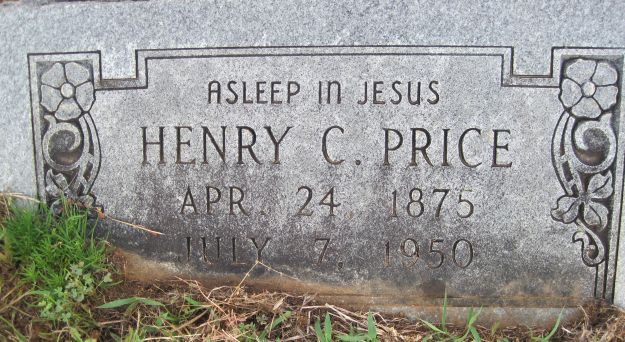 ASLEEP IN JESUS
HENRY C. PRICE
APR. 24, 1875
JULY 7, 1950